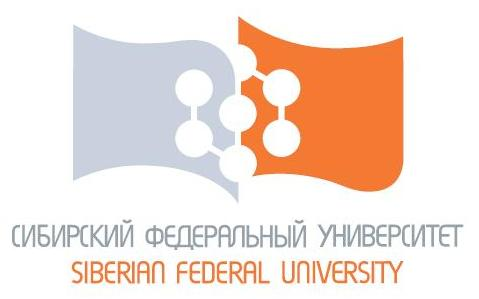 СИБИРСКИЙ ФЕДЕРАЛЬНЫЙ УНИВЕРСИТЕТ
SIBERIAN FEDERAL UNIVERSITY